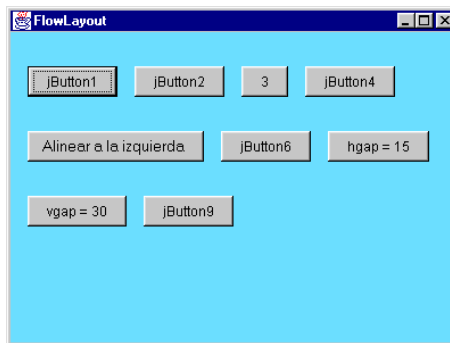 FlowLayout
jButton1 jButton2 3 jButton4
Alinear a la izquierda jButton6 hgap = 15
vgap = 30 jButton9